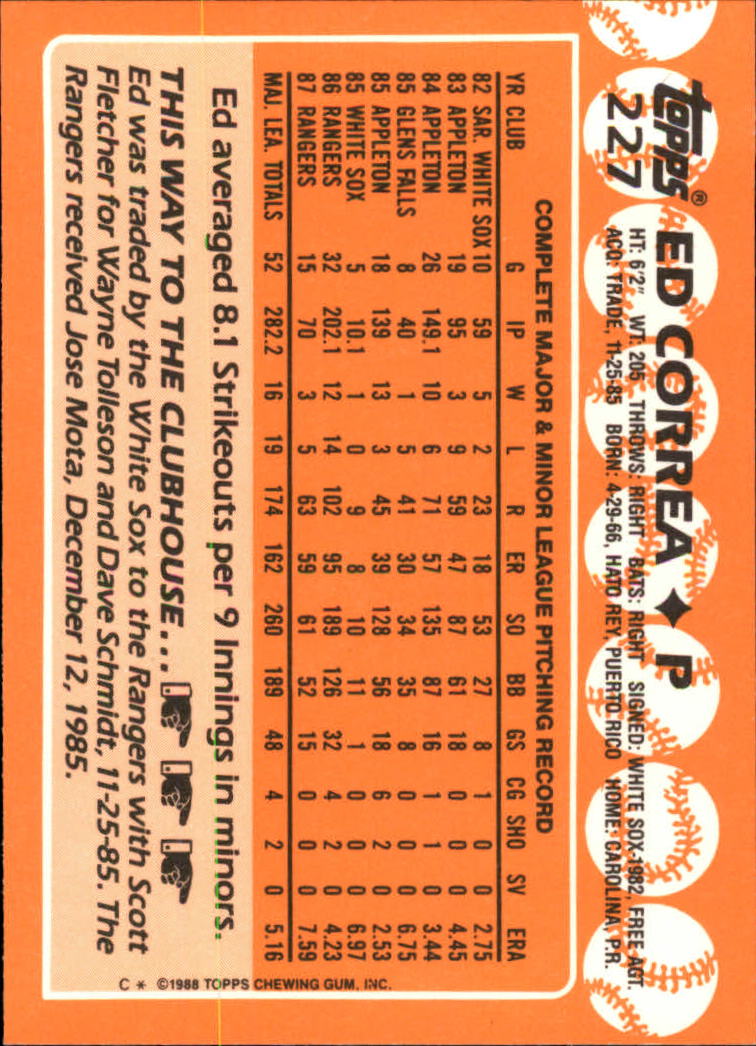 topps®
227
ED CORREA ✦ P
HT: 6'2" WT: 205 THROWS: RIGHT BATS: RIGHT SIGNED: WHITE SOX-1982, FREE AGT.
ACQ: TRADE, 11-25-85 BORN: 4-29-66, HATO REY, PUERTO RICO HOME: CAROLINA, P.R.
COMPLETE MAJOR & MINOR LEAGUE PITCHING RECORD
YR CLUB G IP W L R ER SO BB GS CG SHO SV ERA
82 SAR. WHITE SOX 10 59 5 2 23 18 53 27 8 1 0 0 2.75
83 APPLETON 19 95 3 9 59 47 87 61 18 0 0 0 4.45
84 APPLETON 26 149.1 10 6 71 57 135 87 16 1 1 0 3.44
85 GLENS FALLS 8 40 1 5 41 30 34 35 8 0 0 0 6.75
85 APPLETON 18 139 13 3 45 39 128 56 18 6 2 0 2.53
85 WHITE SOX 5 10.1 1 0 9 8 10 11 1 0 0 0 6.97
86 RANGERS 32 202.1 12 14 102 95 189 126 32 4 2 0 4.23
87 RANGERS 15 70 3 5 63 59 61 52 15 0 0 0 7.59
MAJ. LEA. TOTALS 52 282.2 16 19 174 162 260 189 48 4 2 0 5.16
Ed averaged 8.1 Strikeouts per 9 Innings in minors.
THIS WAY TO THE CLUBHOUSE...
Ed was traded by the White Sox to the Rangers with Scott
Fletcher for Wayne Tolleson and Dave Schmidt, 11-25-85. The
Rangers received Jose Mota, December 12, 1985.
C * ©1988 TOPPS CHEWING GUM, INC.